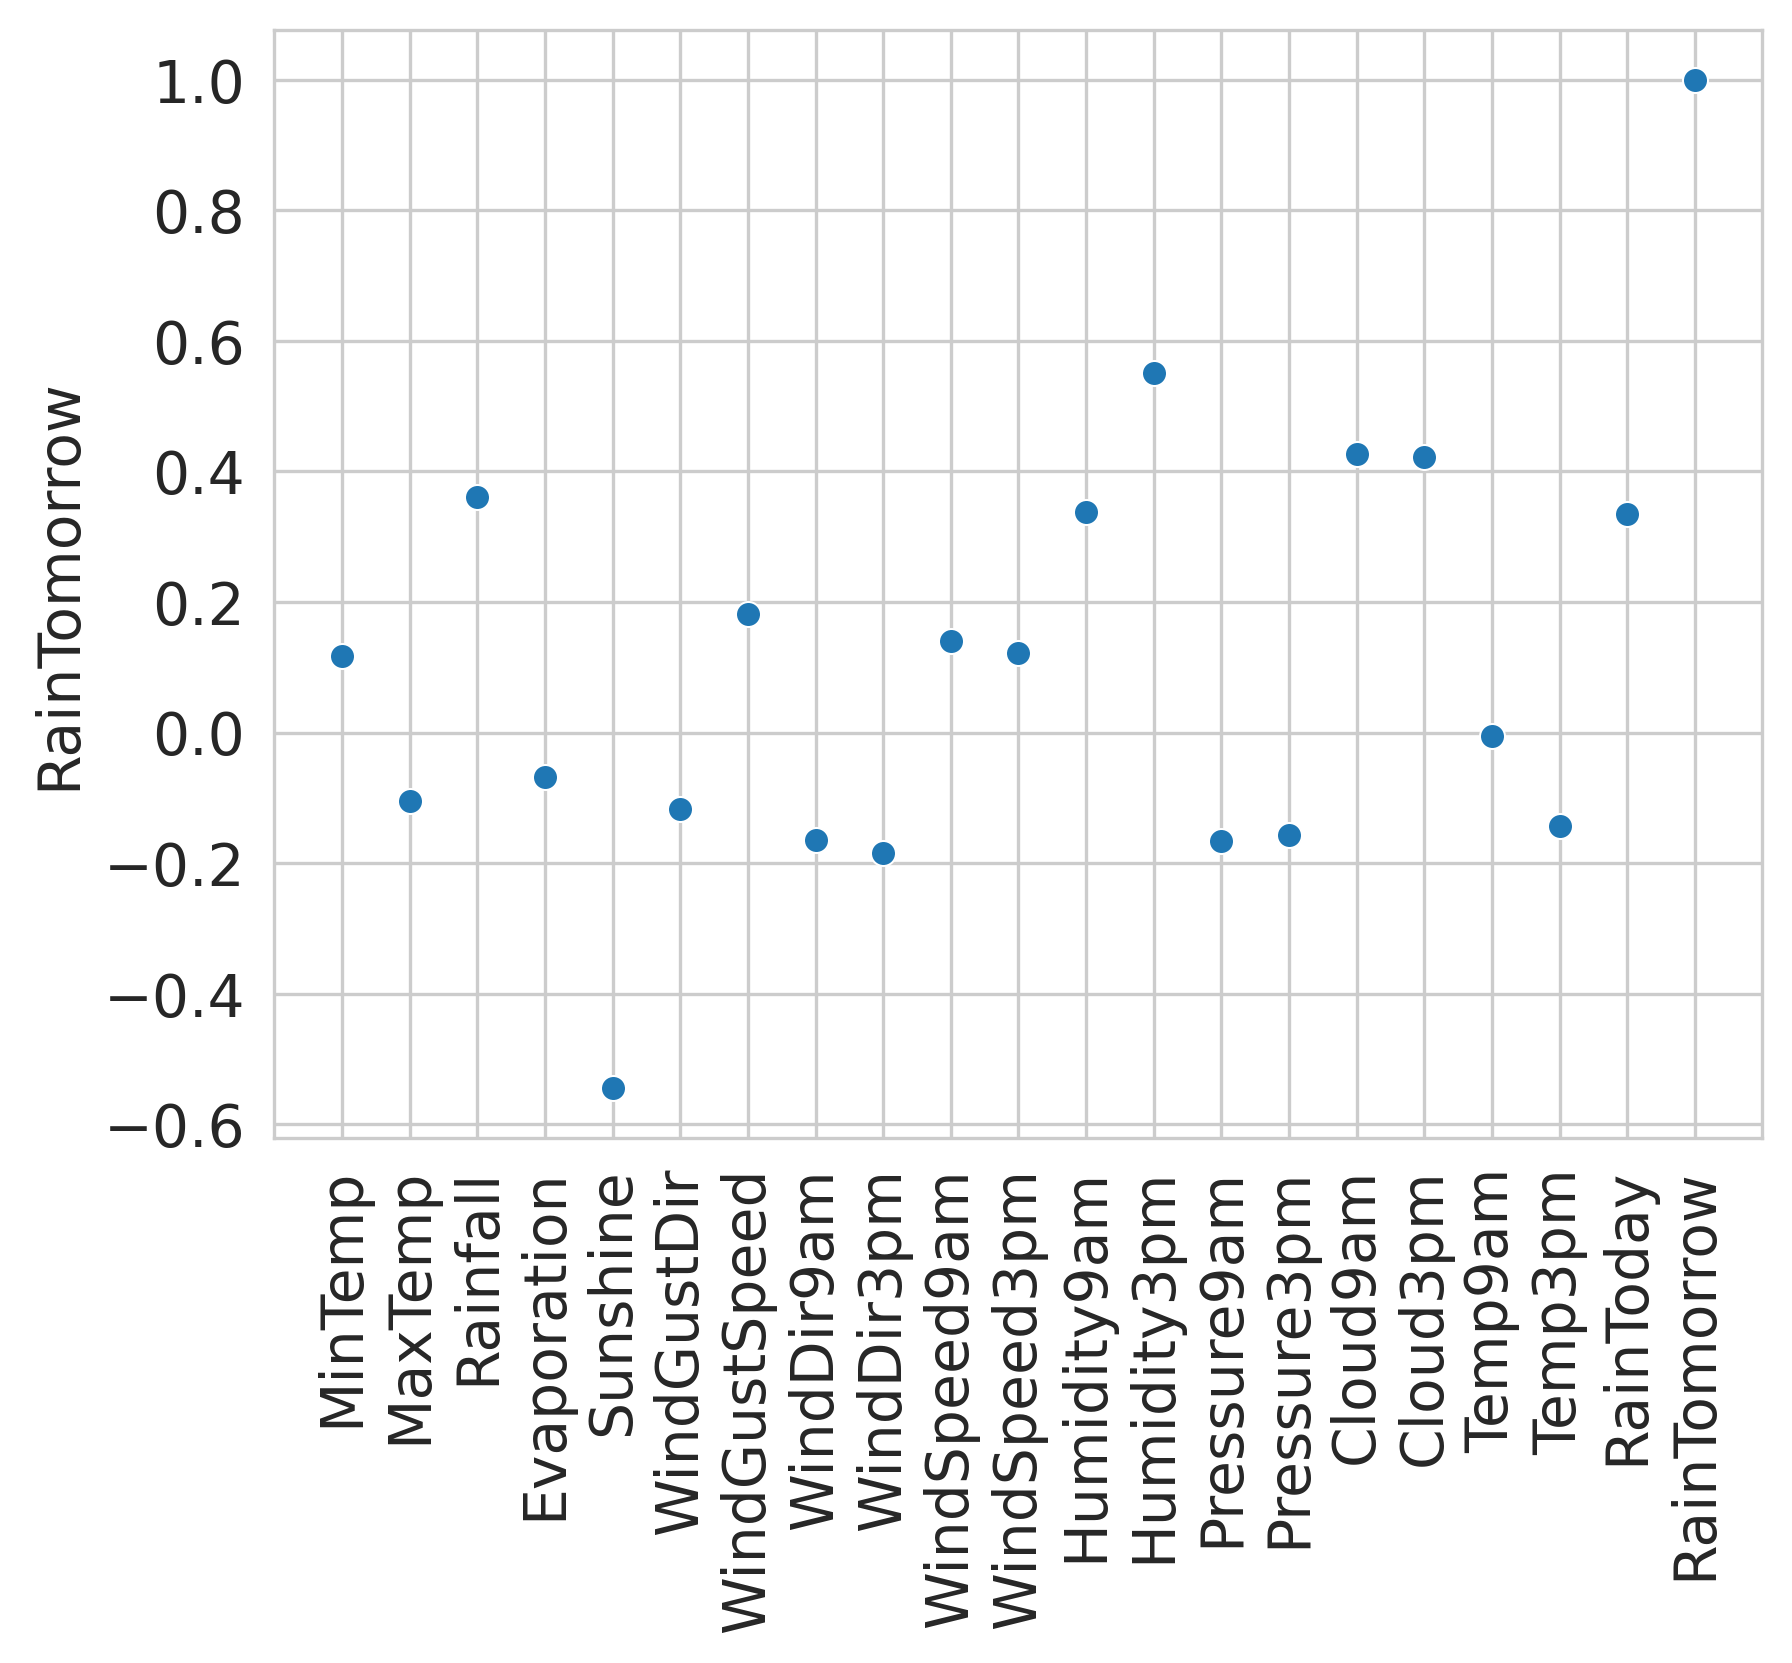 RainTomorrow
1.0
0.8
0.6
0.4
0.2
0.0
−0.2
−0.4
−0.6
MinTemp
MaxTemp
Rainfall
Evaporation
Sunshine
WindGustDir
WindGustSpeed
WindDir9am
WindDir3pm
WindSpeed9am
WindSpeed3pm
Humidity9am
Humidity3pm
Pressure9am
Pressure3pm
Cloud9am
Cloud3pm
Temp9am
Temp3pm
RainToday
RainTomorrow